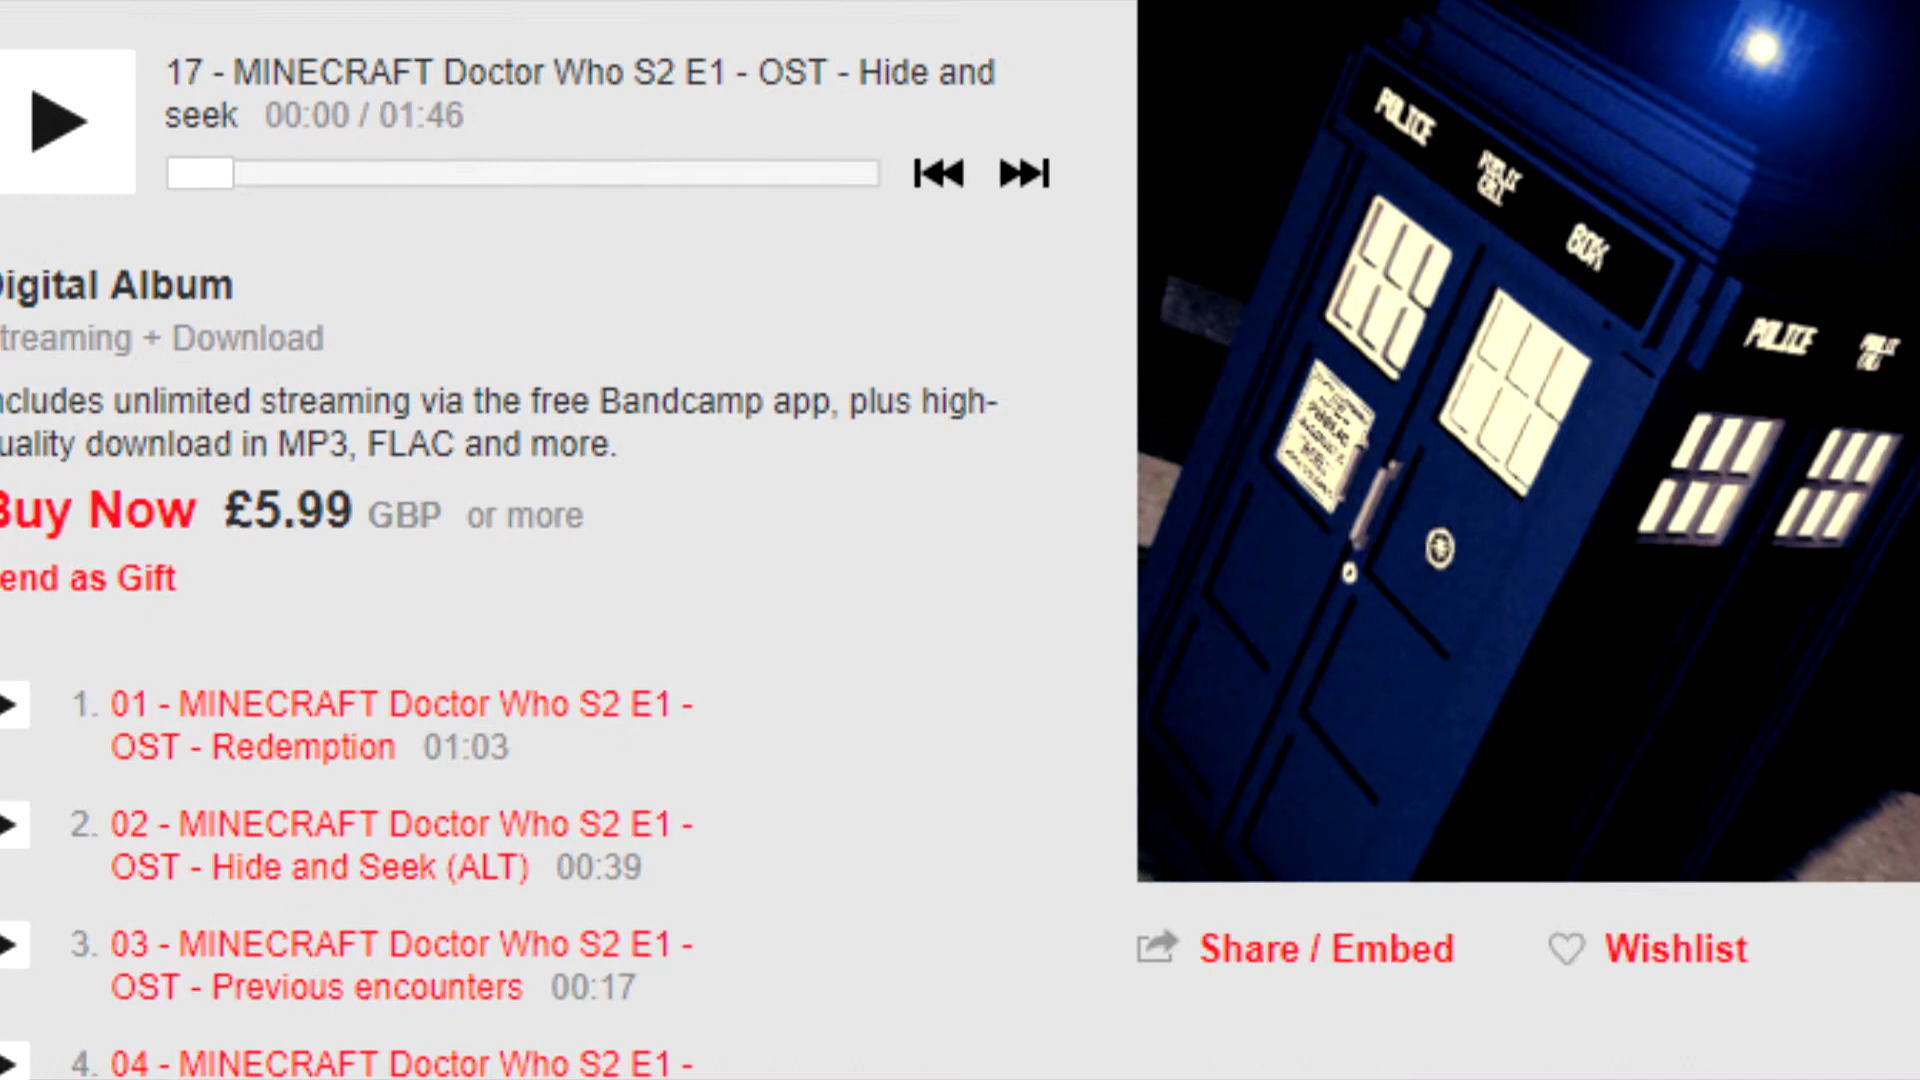 17 - MINECRAFT Doctor Who S2 E1 - OST - Hide and
seek 00:00 / 01:46
igital Album
treaming + Download
ncludes unlimited streaming via the free Bandcamp app, plus high-
uality download in MP3, FLAC and more.
Buy Now £5.99 GBP or more
end as Gift
1. 01 - MINECRAFT Doctor Who S2 E1 -
OST - Redemption 01:03
2. 02 - MINECRAFT Doctor Who S2 E1 -
OST - Hide and Seek (ALT) 00:39
3. 03 - MINECRAFT Doctor Who S2 E1 -
OST - Previous encounters 00:17
4. 04 - MINECRAFT Doctor Who S2 E1 -
POLICE
BOX
POLICE
Share / Embed
Wishlist